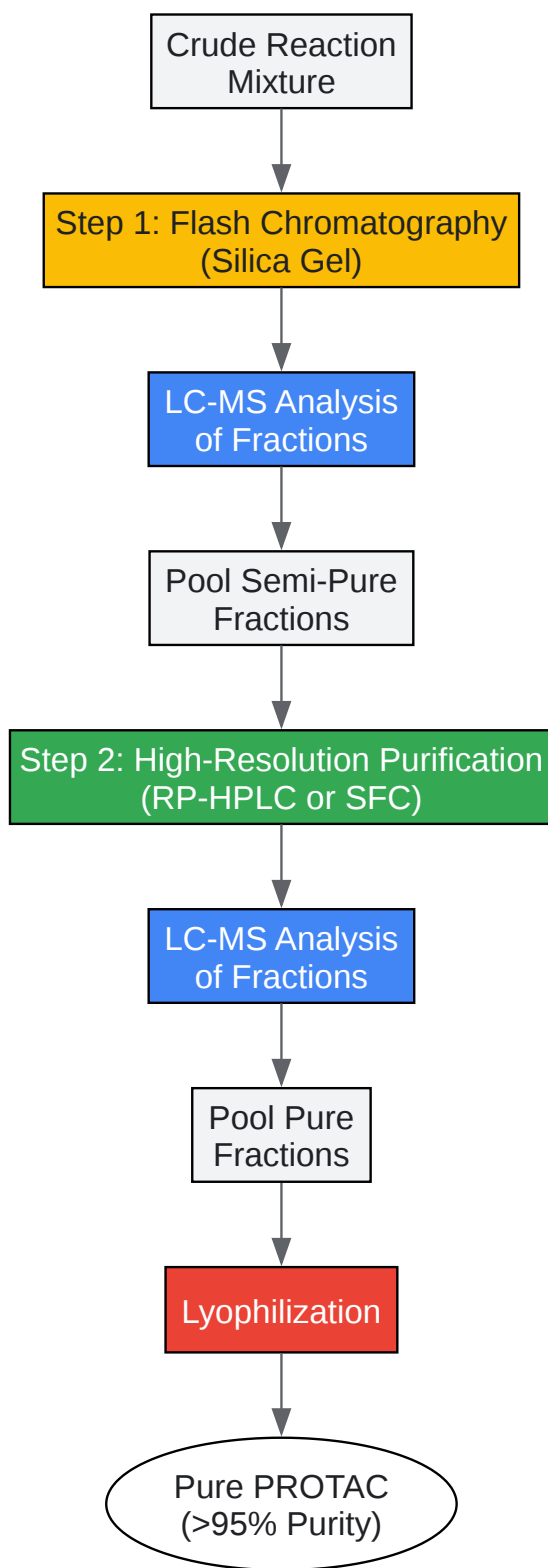 Crude Reaction
Mixture
Step 1: Flash Chromatography
(Silica Gel)
LC-MS Analysis
of Fractions
Pool Semi-Pure
Fractions
Step 2: High-Resolution Purification
(RP-HPLC or SFC)
LC-MS Analysis
of Fractions
Pool Pure
Fractions
Lyophilization
Pure PROTAC
(>95% Purity)